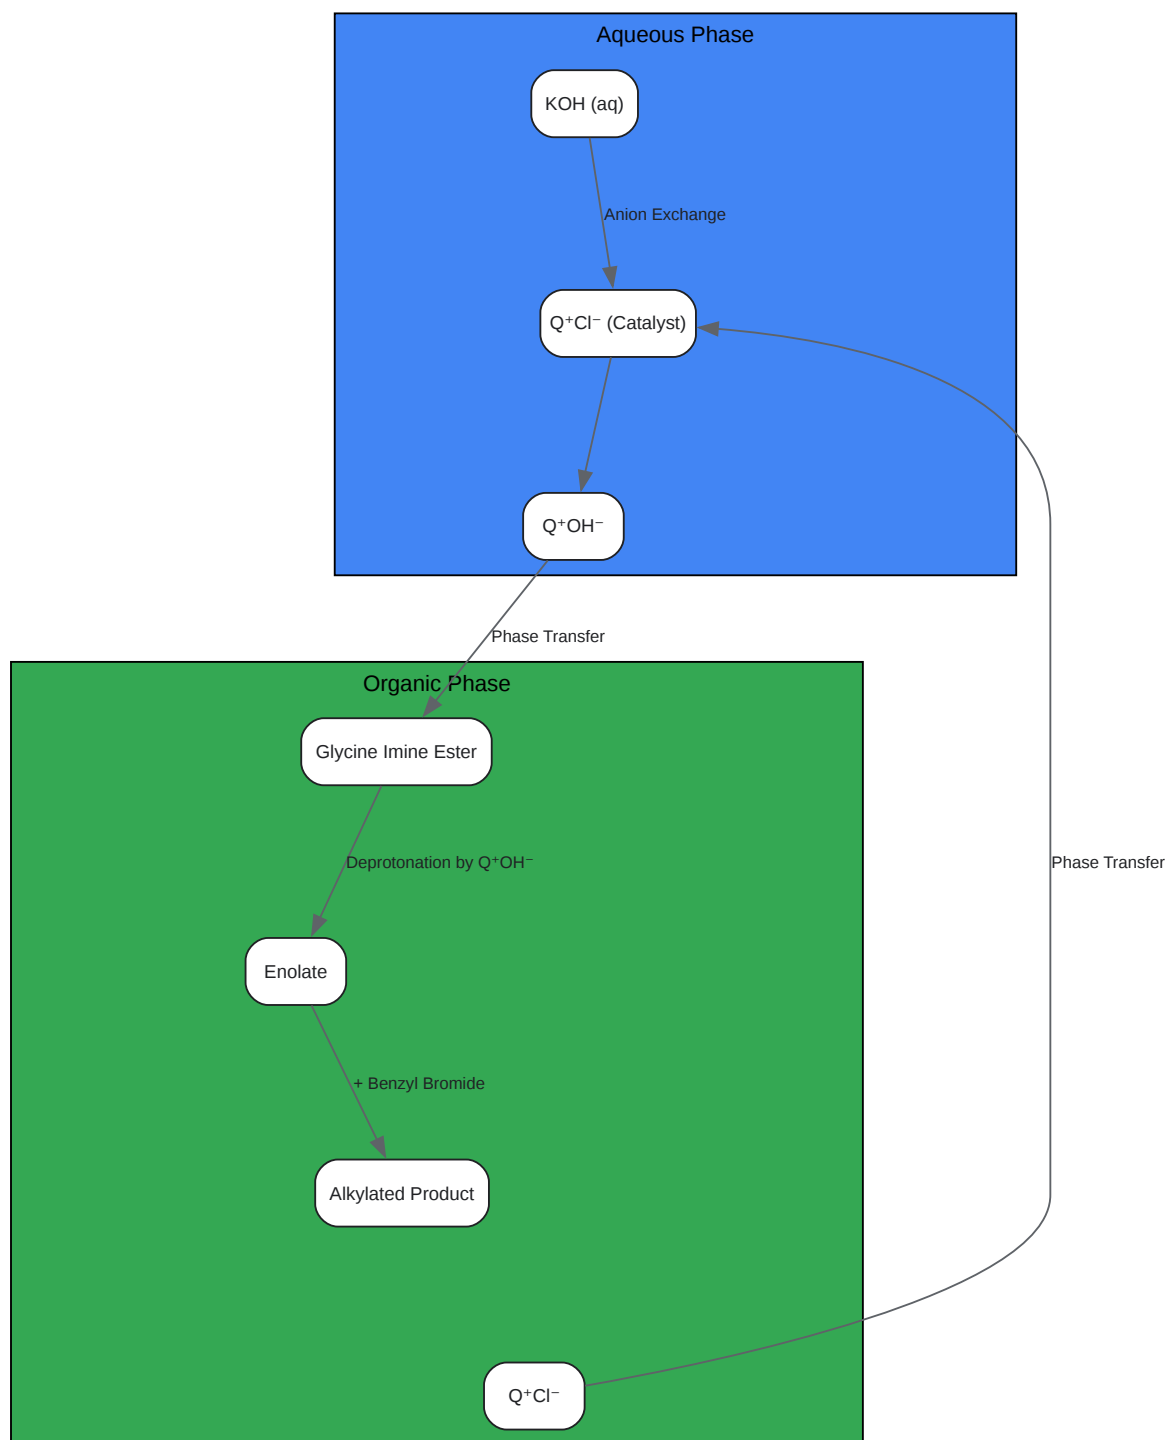 Aqueous Phase
KOH (aq)
Anion Exchange
Q⁺Cl⁻ (Catalyst)
Q⁺OH⁻
Phase Transfer
Organic Phase
Glycine Imine Ester
Deprotonation by Q⁺OH⁻
Phase Transfer
Enolate
+ Benzyl Bromide
Alkylated Product
Q⁺Cl⁻